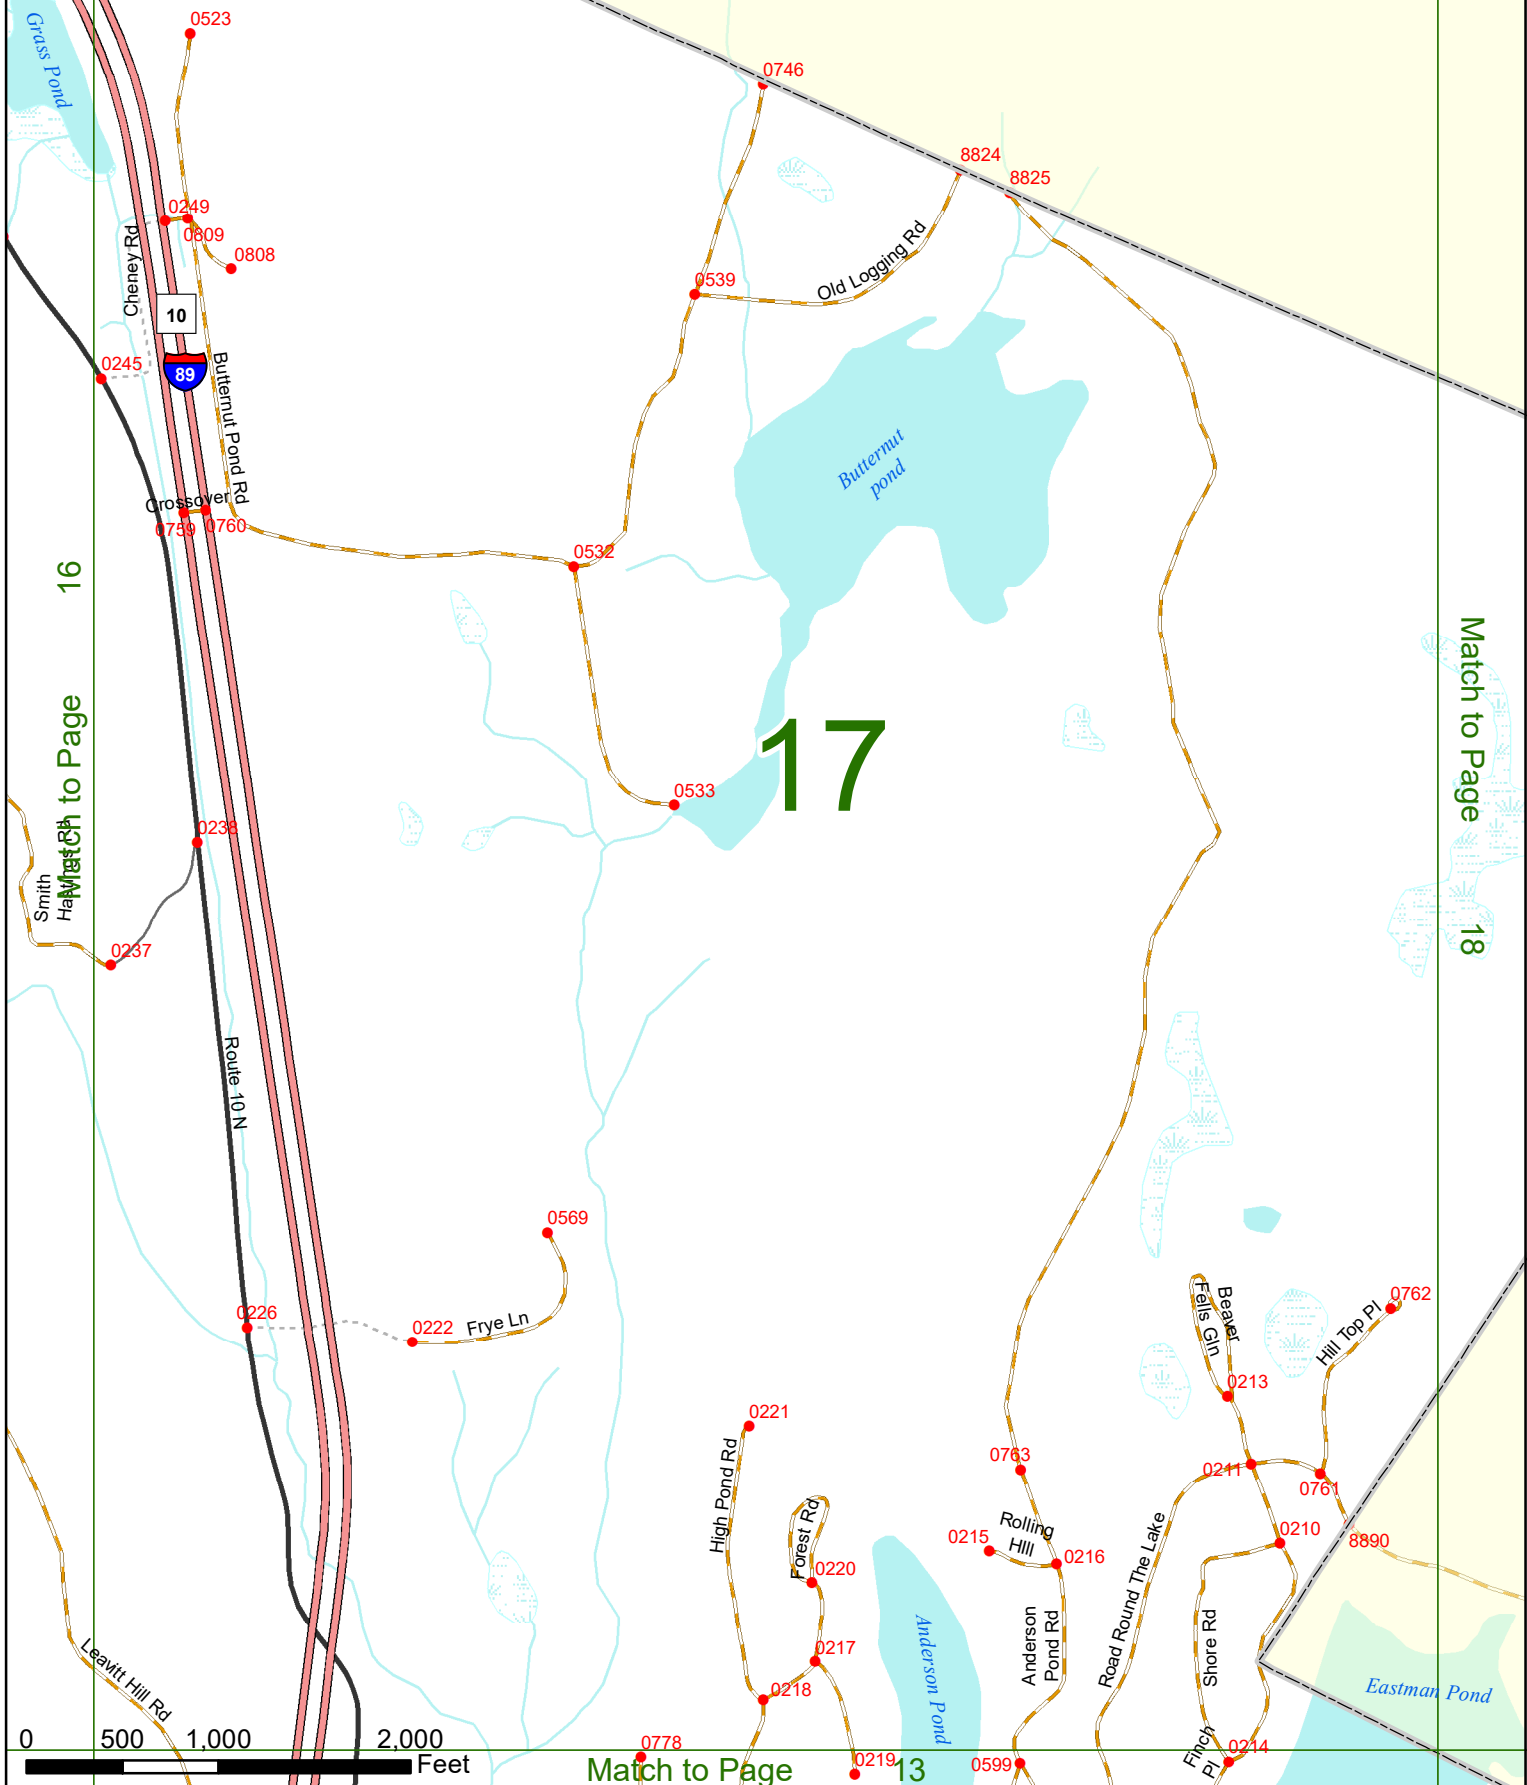 Grass Pond
0523
0746
8824
8825
0249
0809
0808
Cheney Rd
10
89
0245
Butternut Pond Rd
0539
Old Logging Rd
Butternut
pond
Crossover
0759
0760
0532
16
Match to Page
17
Match to Page
18
0533
0238
Smith
Hastings Rd
0237
Route 10 N
0569
0226
0222
Frye Ln
Beaver
Fells Gln
0762
Hill Top Pl
0213
0221
High Pond Rd
0763
0211
0761
Forest Rd
Rolling
HIll
0215
0216
0210
8890
0220
Road Round The Lake
Anderson
Pond Rd
Shore Rd
Anderson Pond
0217
0218
Leavitt Hill Rd
Eastman Pond
0 500 1,000 2,000
Feet
0778
Match to Page 13
0219
0599
Finch
Pl
0214